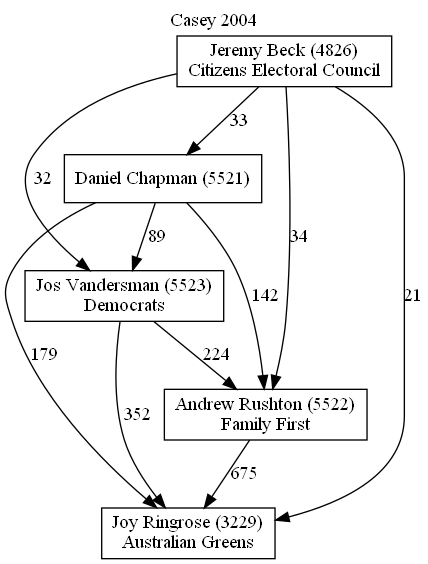 Casey 2004
Jeremy Beck (4826)
Citizens Electoral Council
33
Daniel Chapman (5521)
32
89
34
Jos Vandersman (5523)
Democrats
142
21
179
224
352
Andrew Rushton (5522)
Family First
675
Joy Ringrose (3229)
Australian Greens